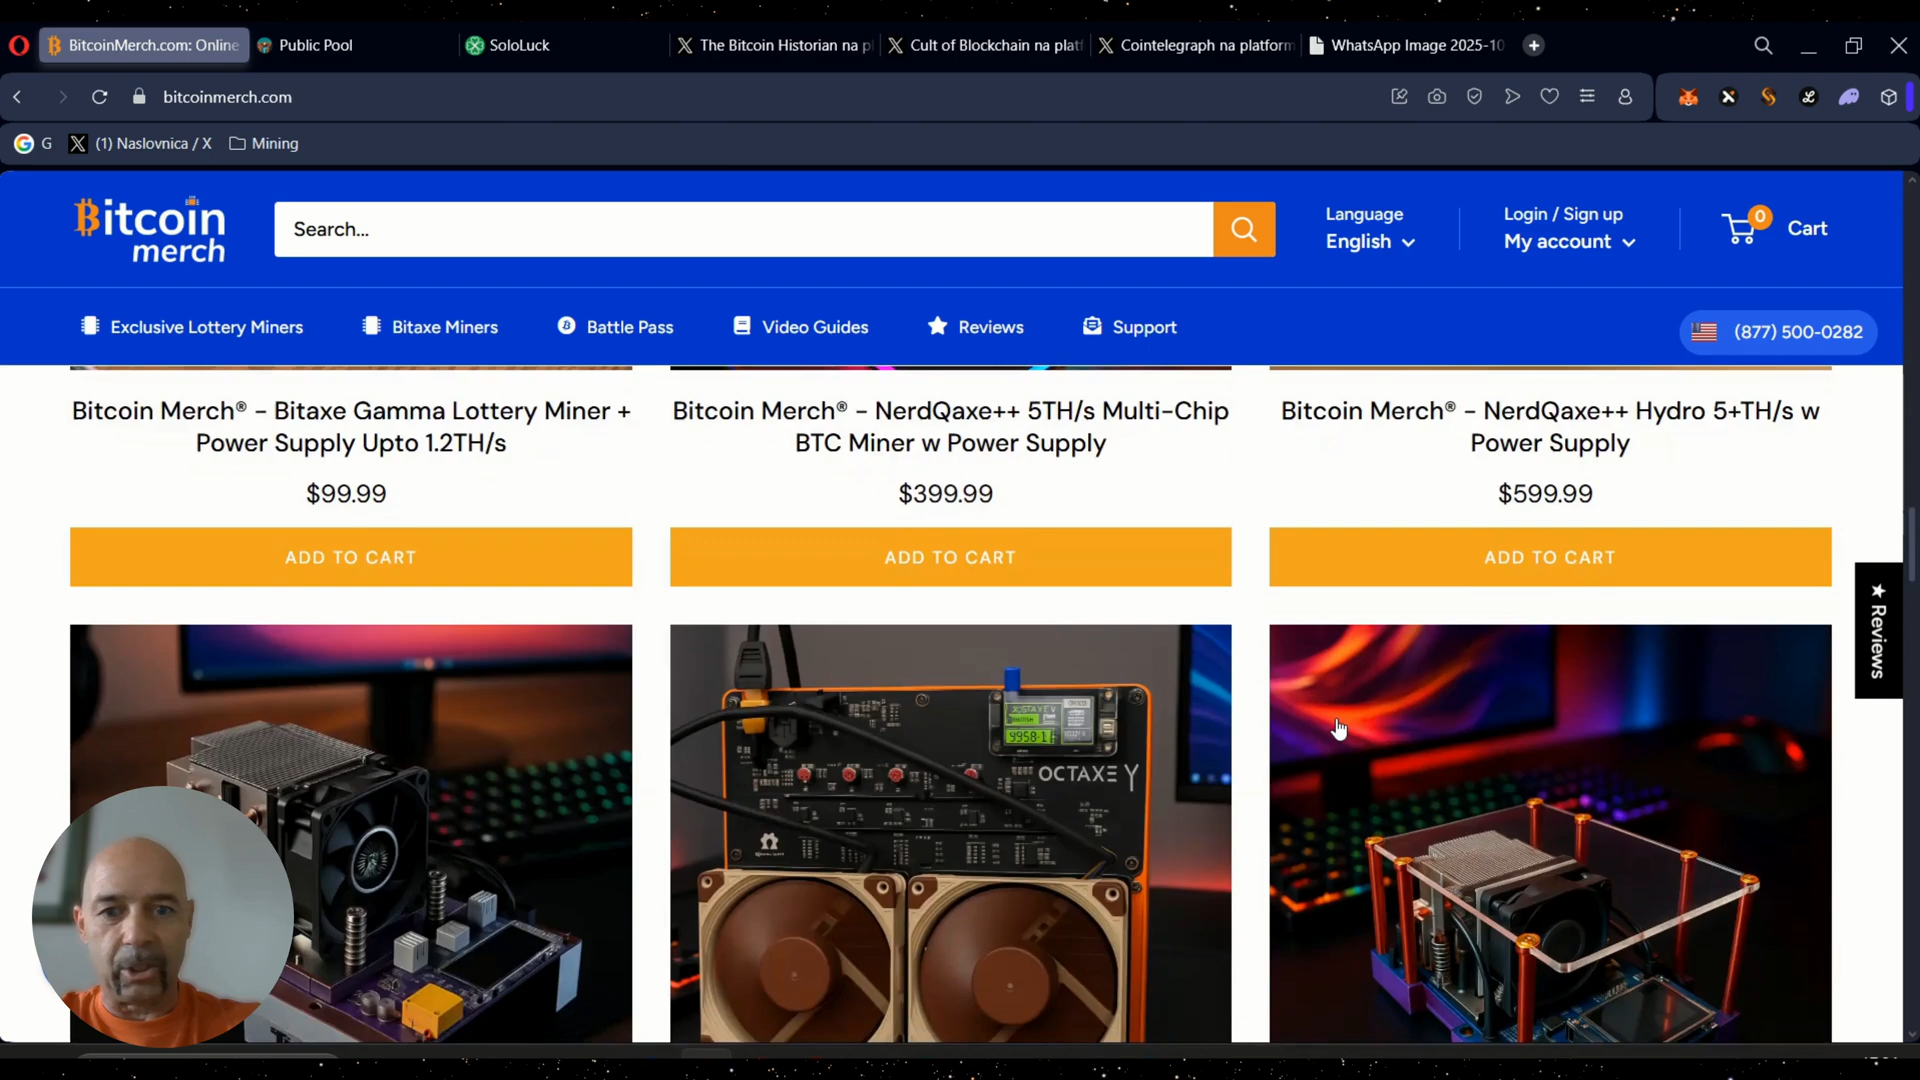 BitcoinMerch.com: Online
Public Pool
SoloLuck
The Bitcoin Historian na pl
Cult of Blockchain na platf
Cointelegraph na platform
WhatsApp Image 2025-10
bitcoinmerch.com
G
(1) Naslovnica / X
Mining
Bitcoin
merch
Search...
Language
English
Login / Sign up
My account
0
Cart
Exclusive Lottery Miners
Bitaxe Miners
Battle Pass
Video Guides
Reviews
Support
(877) 500-0282
Bitcoin Merch® - Bitaxe Gamma Lottery Miner +
Power Supply Upto 1.2TH/s
$99.99
ADD TO CART
Bitcoin Merch® - NerdQaxe++ 5TH/s Multi-Chip
BTC Miner w Power Supply
$399.99
ADD TO CART
Bitcoin Merch® - NerdQaxe++ Hydro 5+TH/s w
Power Supply
$599.99
ADD TO CART
★ Reviews
9958.1
OCTAXE γ